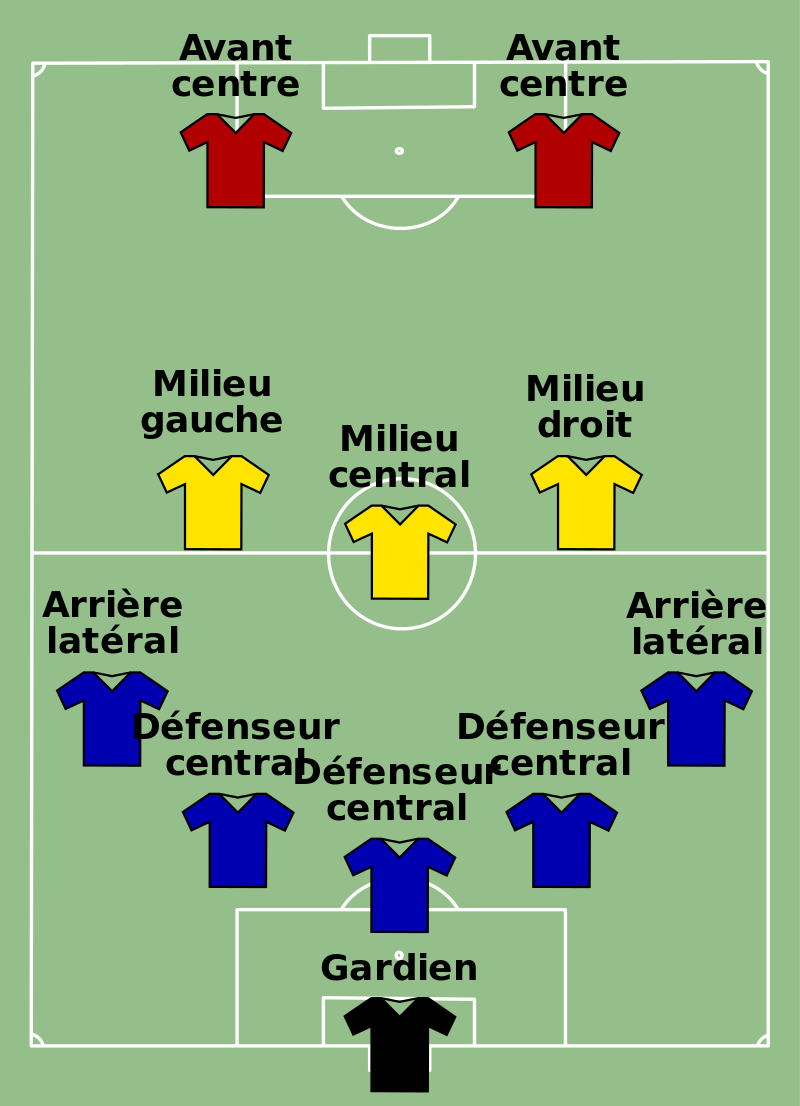 Avant
centre
Avant
centre
Milieu
gauche
Milieu
droit
Milieu
central
Arrière
latéral
Arrière
latéral
Défenseur
central
Défenseur
central
Défenseur
central
Gardien